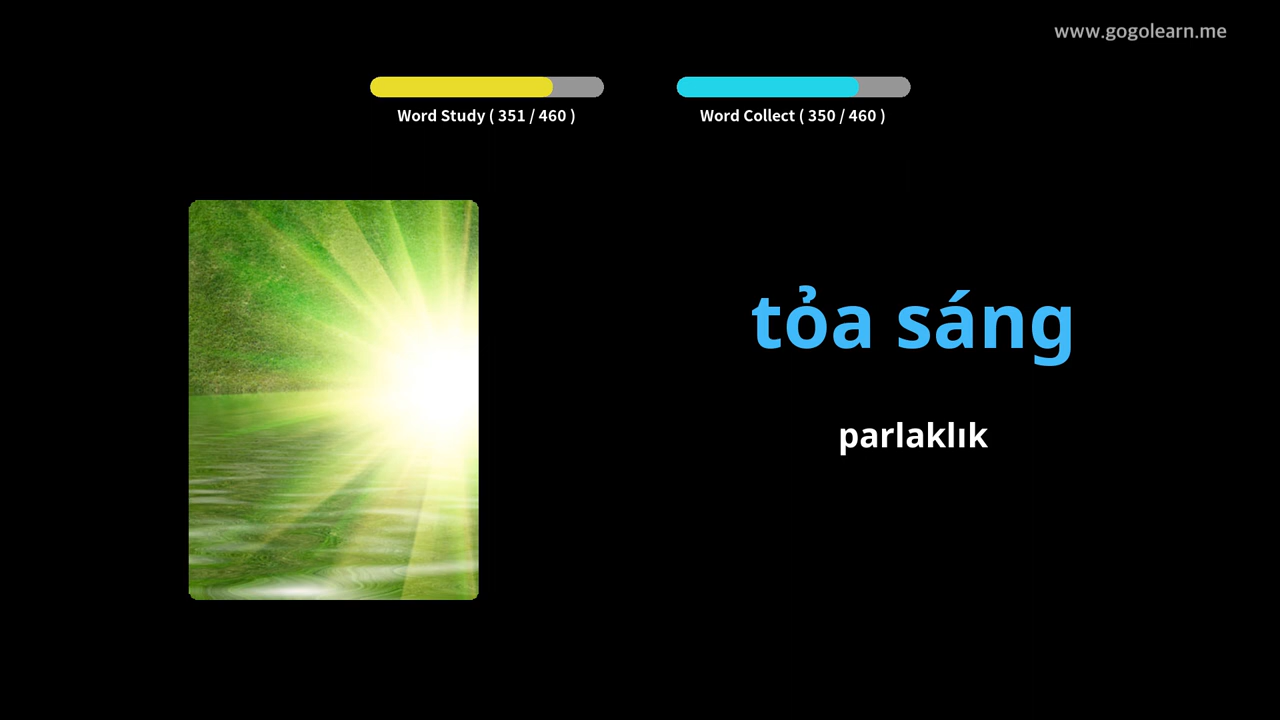 www.gogolearn.me
Word Study ( 351 / 460 )
Word Collect ( 350 / 460 )
tỏa sáng
parlaklık